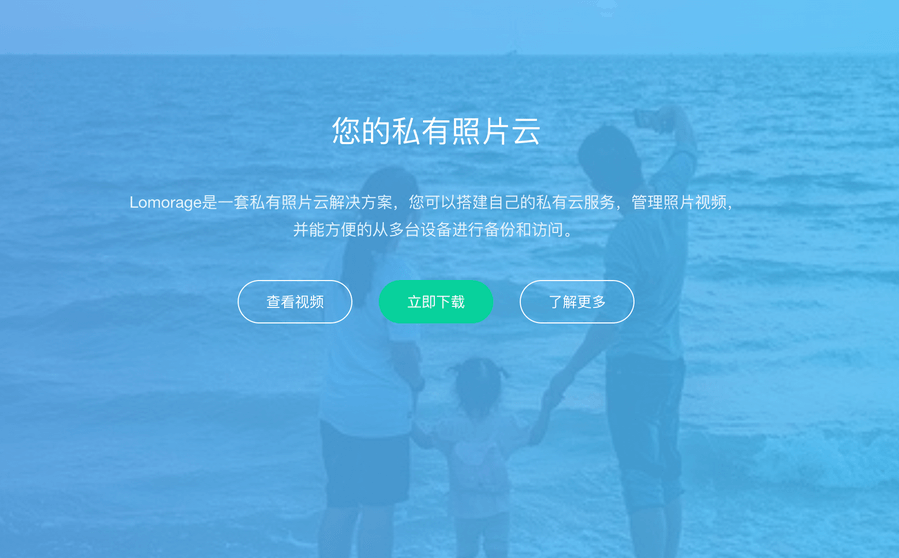 您的私有照片云
Lomorage是一套私有照片云解决方案，您可以搭建自己的私有云服务，管理照片视频，
并能方便的从多台设备进行备份和访问。
查看视频 立即下载 了解更多